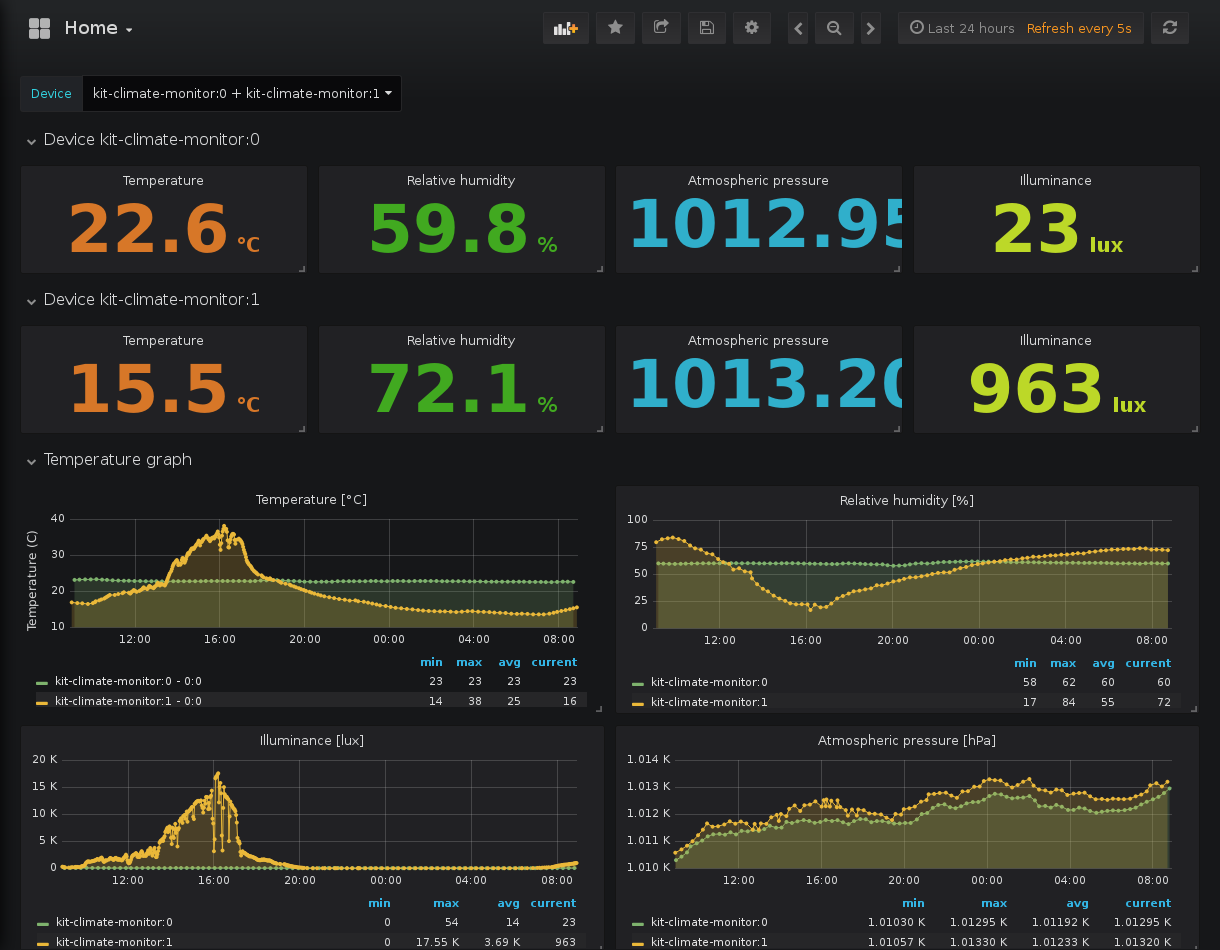 Home
Last 24 hours Refresh every 5s
Device kit-climate-monitor:0 + kit-climate-monitor:1
Device kit-climate-monitor:0
Temperature Relative humidity Atmospheric pressure Illuminance
22.6 °C 59.8 % 1012.95 23 lux
Device kit-climate-monitor:1
Temperature Relative humidity Atmospheric pressure Illuminance
15.5 °C 72.1 % 1013.20 963 lux
Temperature graph
Temperature [°C]
Temperature (C)
40
30
20
10
12:00 16:00 20:00 00:00 04:00 08:00
min max avg current
kit-climate-monitor:0 - 0:0 23 23 23 23
kit-climate-monitor:1 - 0:0 14 38 25 16
Relative humidity [%]
100
75
50
25
0
12:00 16:00 20:00 00:00 04:00 08:00
min max avg current
kit-climate-monitor:0 58 62 60 60
kit-climate-monitor:1 17 84 55 72
Illuminance [lux]
20 K
15 K
10 K
5 K
0
12:00 16:00 20:00 00:00 04:00 08:00
min max avg current
kit-climate-monitor:0 0 54 14 23
kit-climate-monitor:1 0 17.55 K 3.69 K 963
Atmospheric pressure [hPa]
1.014 K
1.013 K
1.012 K
1.011 K
1.010 K
12:00 16:00 20:00 00:00 04:00 08:00
min max avg current
kit-climate-monitor:0 1.01030 K 1.01295 K 1.01192 K 1.01295 K
kit-climate-monitor:1 1.01057 K 1.01330 K 1.01233 K 1.01320 K